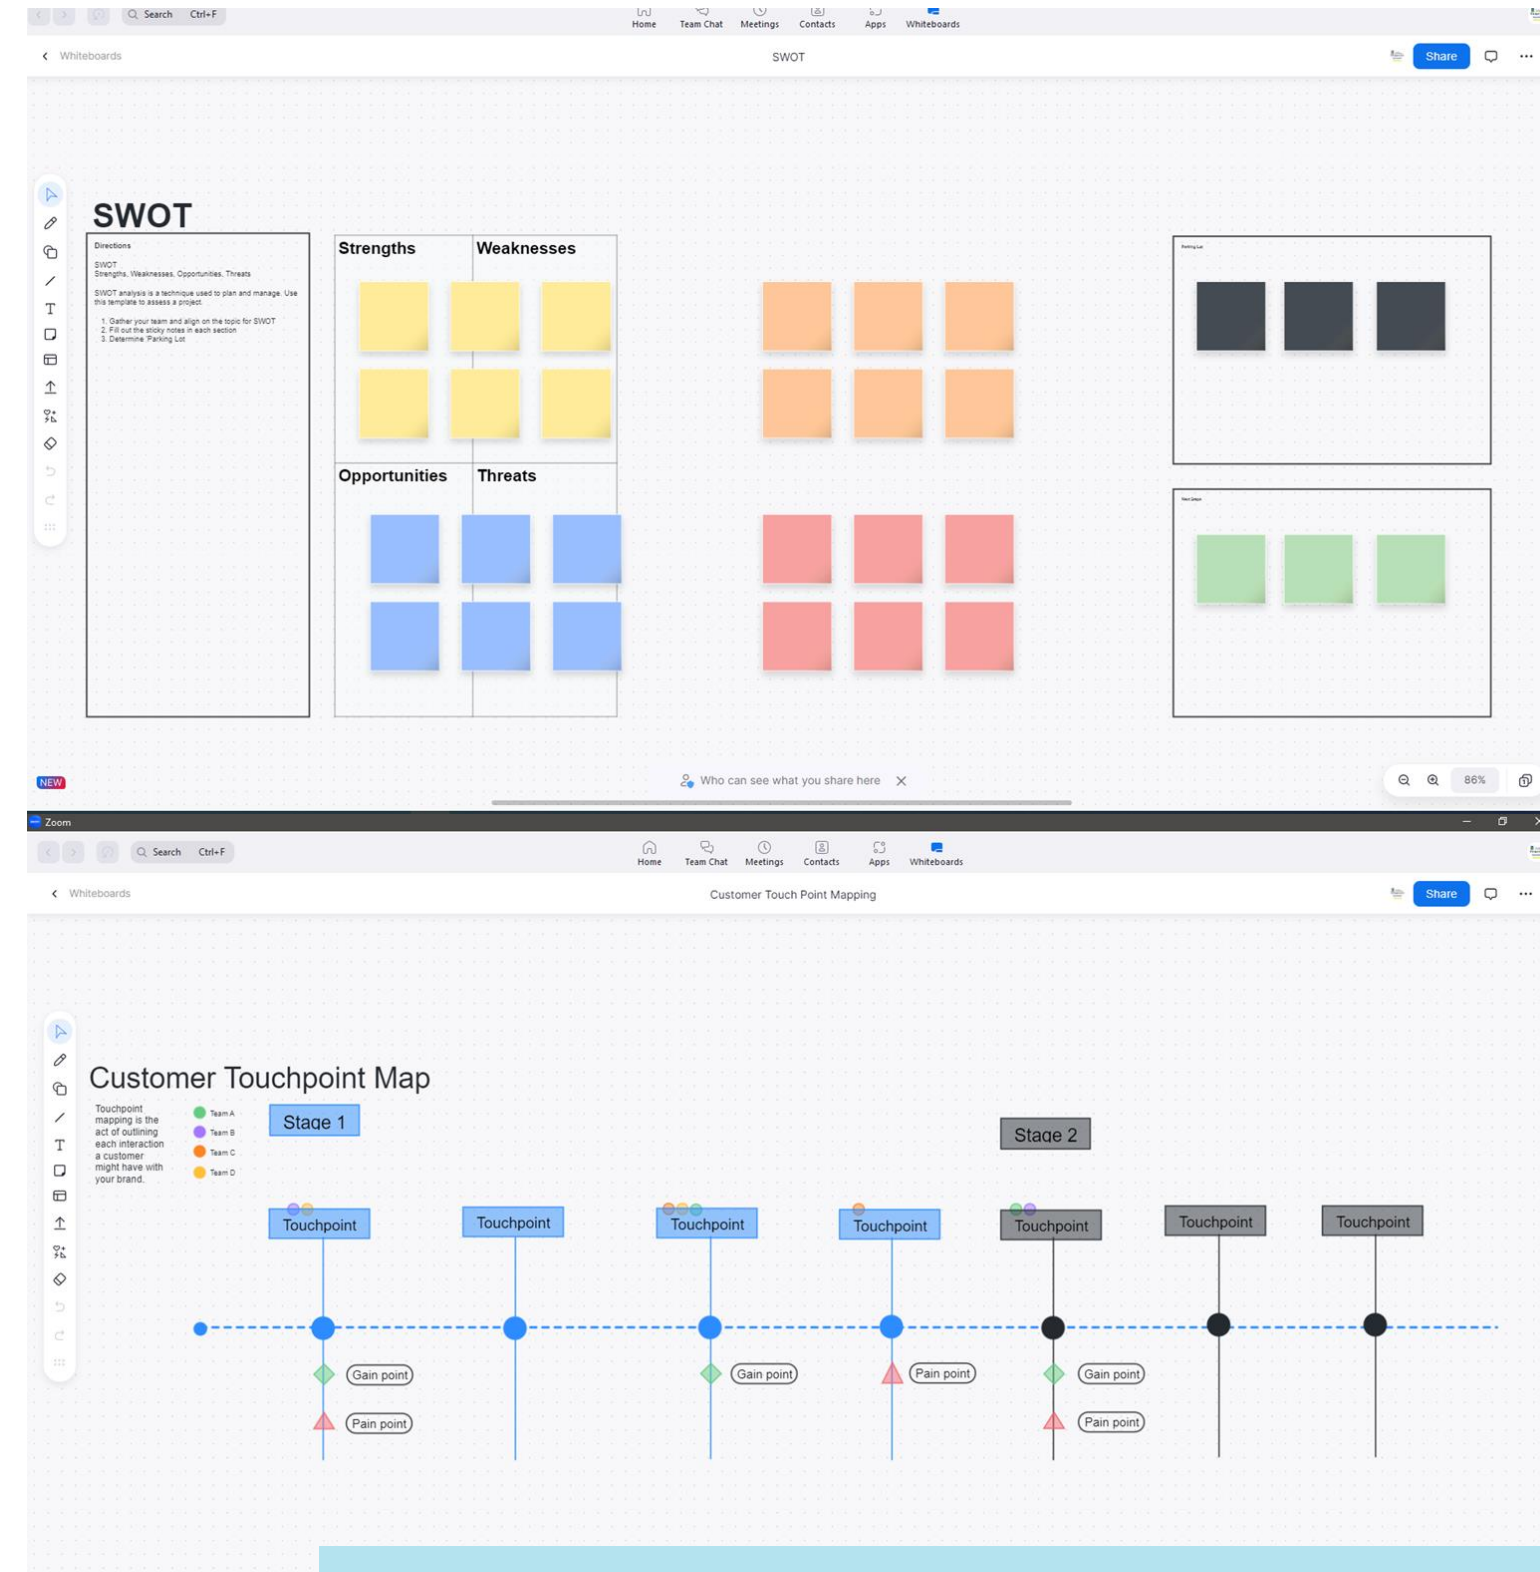 Search Ctrl+F
Home Team Chat Meetings Contacts Apps Whiteboards
Whiteboards
SWOT
Share
SWOT
Directions
SWOT
Strengths, Weaknesses, Opportunities, Threats
SWOT analysis is a technique used to plan and manage. Use
this template to assess a project.
1. Gather your team and align on the topic for SWOT
2. Fill out the sticky notes in each section
3. Determine 'Parking Lot
Strengths Weaknesses
Opportunities Threats
Parking Lot
Next Steps
NEW
Who can see what you share here
86%
Zoom
Search Ctrl+F
Home Team Chat Meetings Contacts Apps Whiteboards
Whiteboards
Customer Touch Point Mapping
Share
Customer Touchpoint Map
Touchpoint
mapping is the
act of outlining
each interaction
a customer
might have with
your brand.
Team A
Team B
Team C
Team D
Stage 1
Stage 2
Touchpoint Touchpoint Touchpoint Touchpoint Touchpoint Touchpoint Touchpoint
Gain point Gain point Pain point Gain point
Pain point Pain point